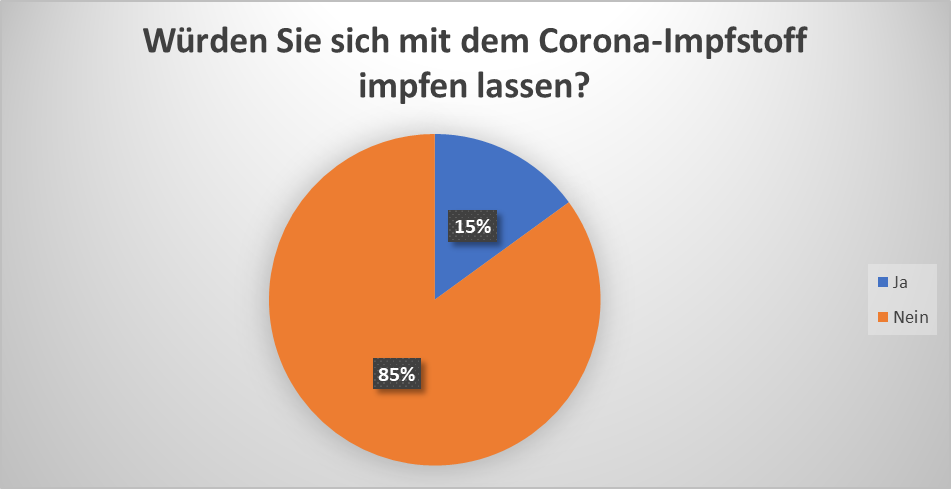 Würden Sie sich mit dem Corona-Impfstoff
impfen lassen?
15%
85%
Ja
Nein